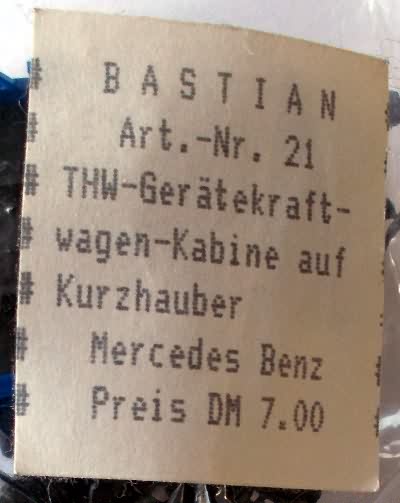 # B A S T I A N #
# Art.-Nr. 21 #
# THW-Gerätekraft- #
# wagen-Kabine auf #
# Kurzhauber
# Mercedes Benz #
# Preis DM 7.00 #